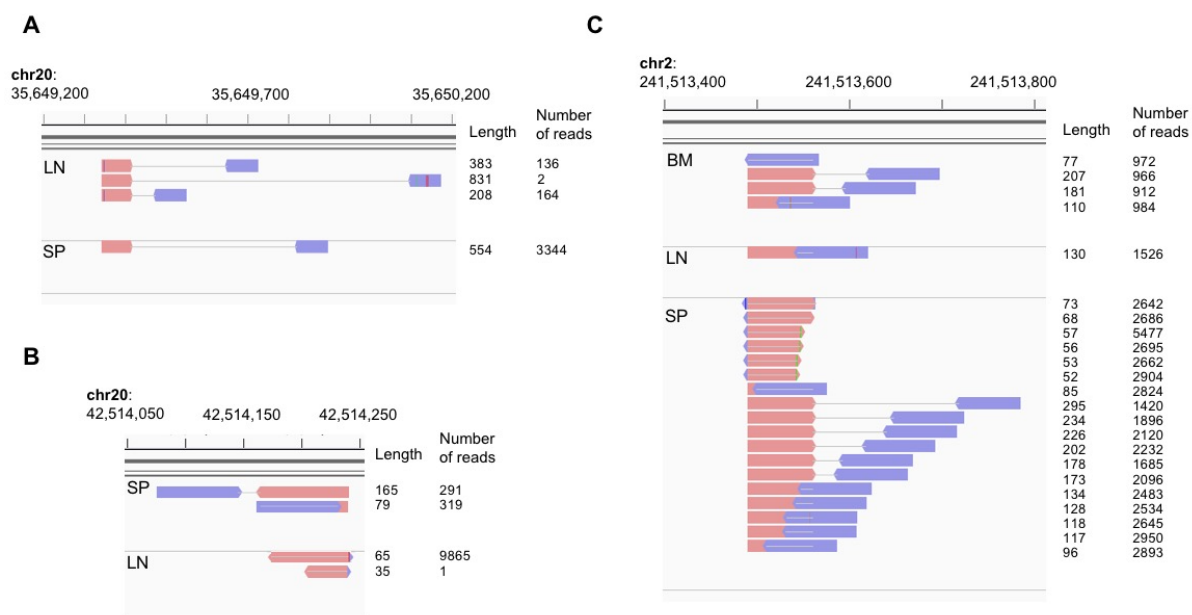 A
chr20:
35,649,200 35,649,700 35,650,200
Length Number of reads
LN 383 136
831 2
208 164
SP 554 3344
B
chr20:
42,514,050 42,514,150 42,514,250
Length Number of reads
SP 165 291
79 319
LN 65 9865
35 1
C
chr2:
241,513,400 241,513,600 241,513,800
Length Number of reads
BM 77 972
207 966
181 912
110 984
LN 130 1526
SP 73 2642
68 2686
57 5477
56 2695
53 2662
52 2904
85 2824
295 1420
234 1896
226 2120
202 2232
178 1685
173 2096
134 2483
128 2534
118 2645
117 2950
96 2893